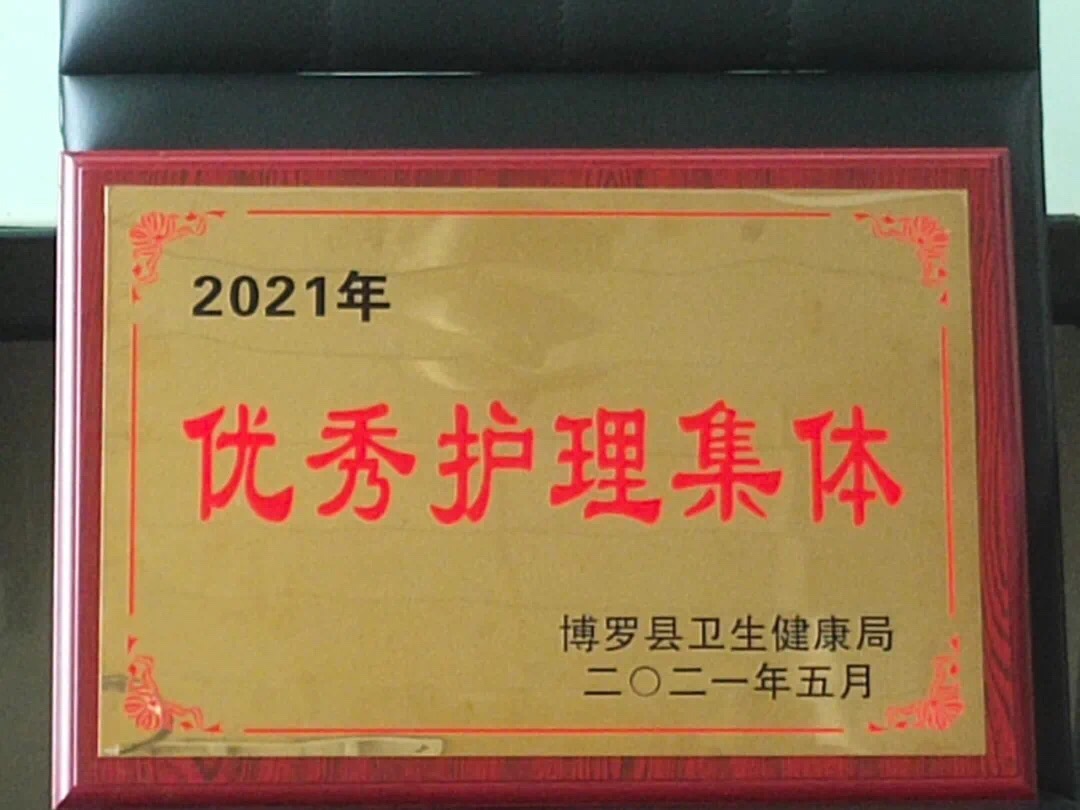 2021年
优秀护理集体
博罗县卫生健康局
二〇二一年五月